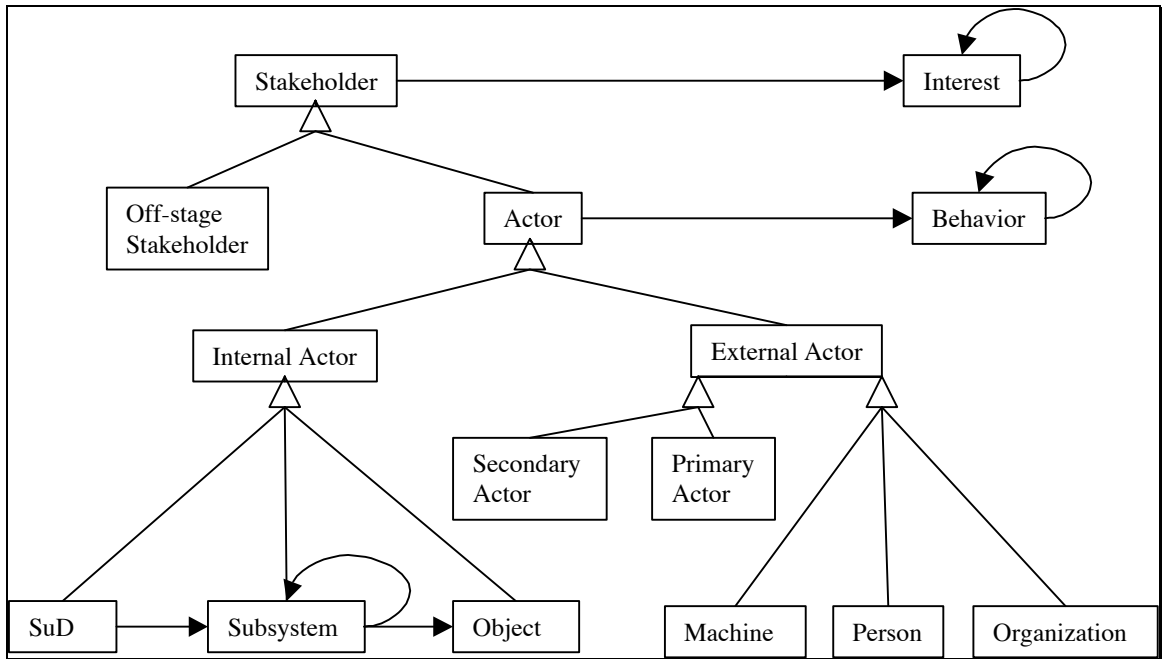 Stakeholder
Interest
Off-stage
Stakeholder
Actor
Behavior
Internal Actor
External Actor
Secondary
Actor
Primary
Actor
SuD
Subsystem
Object
Machine
Person
Organization